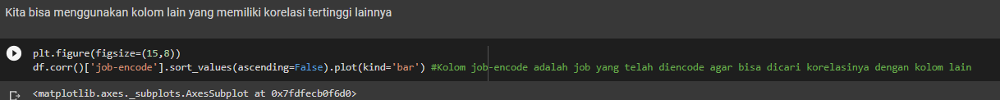 Kita bisa menggunakan kolom lain yang memiliki korelasi tertinggi lainnya
plt.figure(figsize=(15,8))
df.corr()['job-encode'].sort_values(ascending=False).plot(kind='bar') #Kolom job-encode adalah job yang telah diencode agar bisa dicari korelasinya dengan kolom lain
<matplotlib.axes._subplots.AxesSubplot at 0x7fdfecb0f6d0>